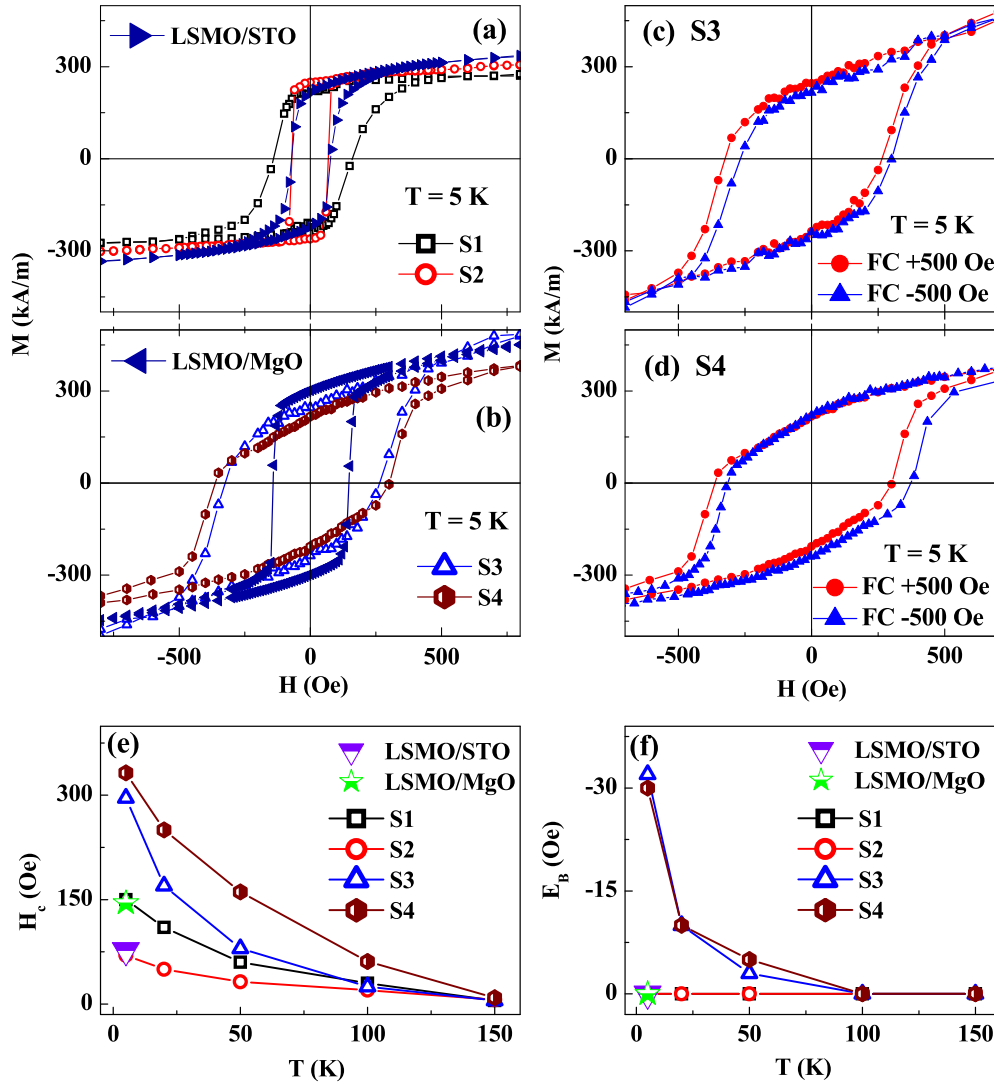 LSMO/STO
(a)
300
0
-300
M (kA/m)
T = 5 K
S1
S2
(c) S3
300
0
-300
M (kA/m)
T = 5 K
FC +500 Oe
FC -500 Oe
LSMO/MgO
(b)
300
0
-300
M (kA/m)
T = 5 K
S3
S4
-500 0 500
H (Oe)
(d) S4
300
0
-300
M (kA/m)
T = 5 K
FC +500 Oe
FC -500 Oe
-500 0 500
H (Oe)
(e)
LSMO/STO
LSMO/MgO
S1
S2
S3
S4
300
150
0
H_c (Oe)
0 50 100 150
T (K)
(f)
LSMO/STO
LSMO/MgO
S1
S2
S3
S4
-30
-15
0
E_B (Oe)
0 50 100 150
T (K)